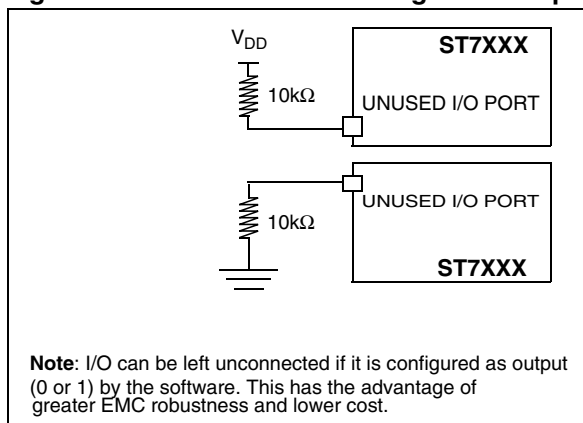 V_DD
ST7XXX
10kΩ
UNUSED I/O PORT
UNUSED I/O PORT
10kΩ
ST7XXX
Note: I/O can be left unconnected if it is configured as output
(0 or 1) by the software. This has the advantage of
greater EMC robustness and lower cost.